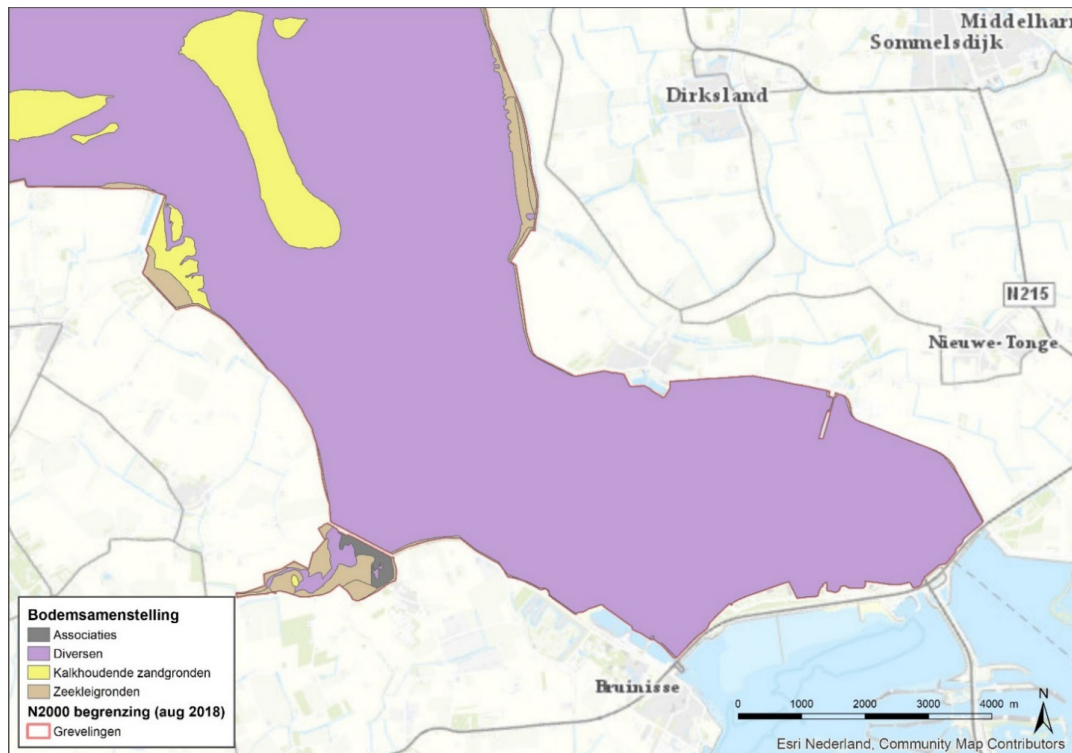 Middelharn
Sommelsdijk
Dirksland
N215
Nieuwe-Tonge
Bruinisse
Bodemsamenstelling
Associaties
Diversen
Kalkhoudende zandgronden
Zeekleigronden
N2000 begrenzing (aug 2018)
Grevelingen
0 1000 2000 3000 4000 m
N
Esri Nederland, Community Map Contributors